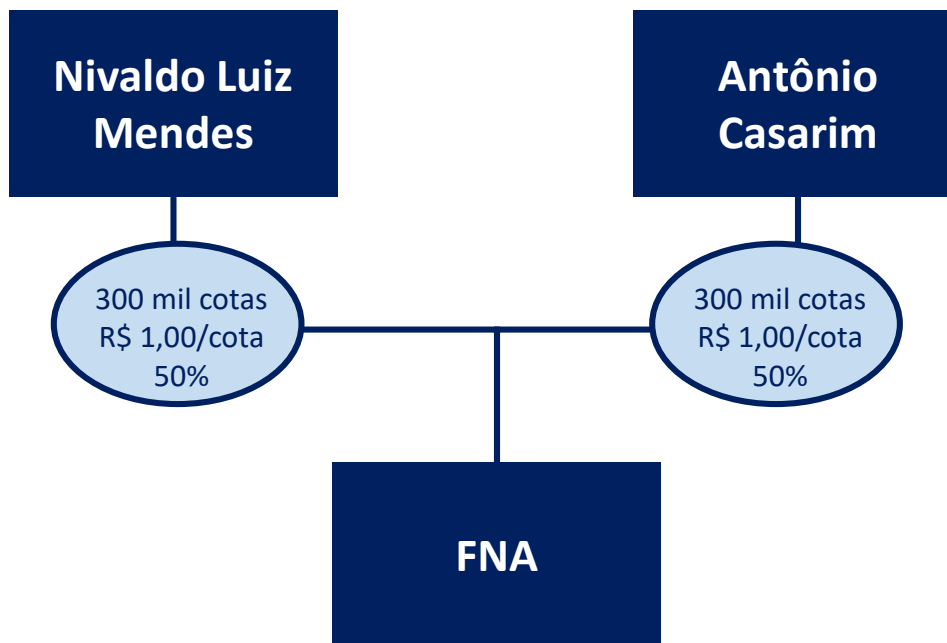 Nivaldo Luiz
Mendes
Antônio
Casarim
300 mil cotas
R$ 1,00/cota
50%
300 mil cotas
R$ 1,00/cota
50%
FNA